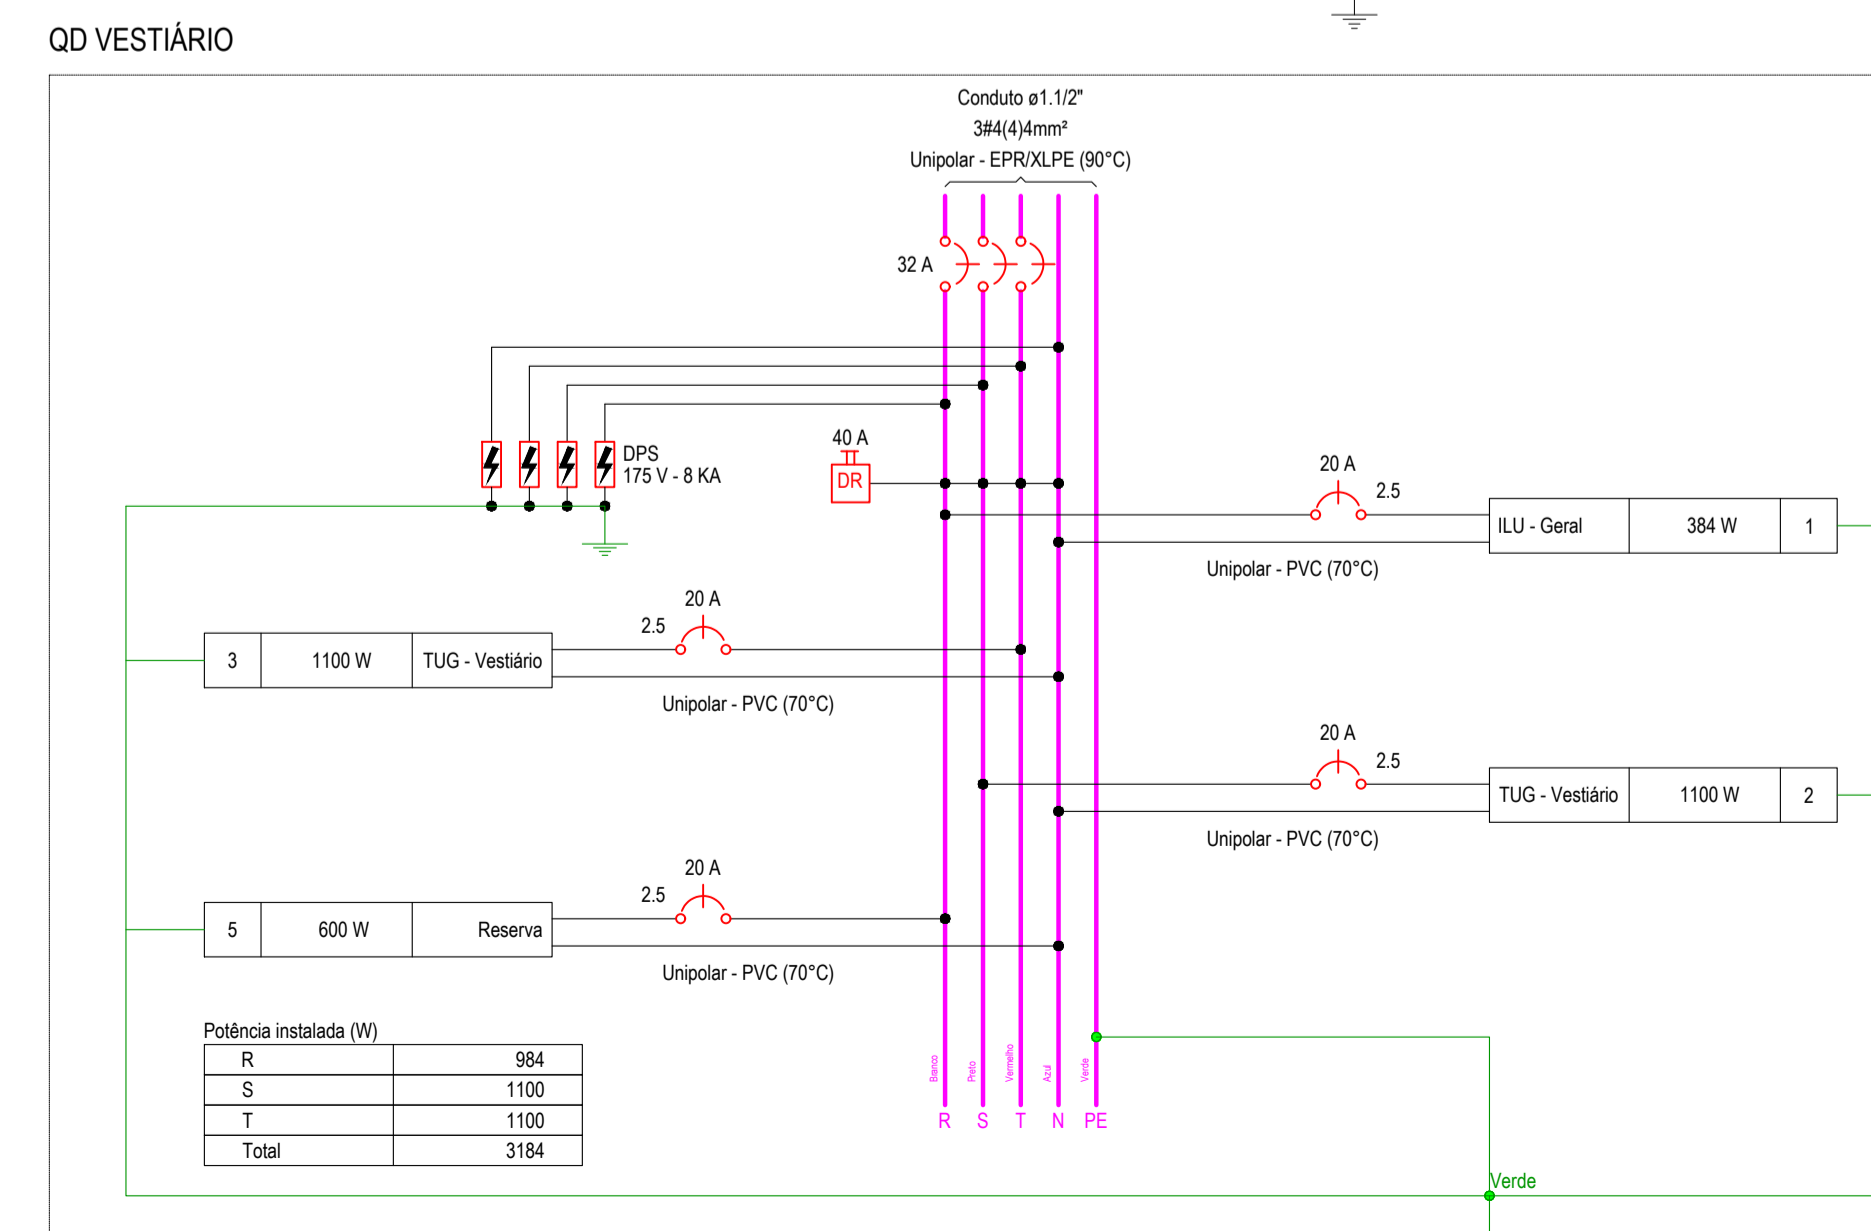 QD VESTIÁRIO
Conduto ø1.1/2"
3#4(4)4mm²
Unipolar - EPR/XLPE (90°C)
32 A
DPS
175 V - 8 KA
40 A
DR
20 A
2.5
ILU - Geral 384 W 1
Unipolar - PVC (70°C)
20 A
2.5
3 1100 W TUG - Vestiário
Unipolar - PVC (70°C)
20 A
2.5
TUG - Vestiário 1100 W 2
Unipolar - PVC (70°C)
20 A
2.5
5 600 W Reserva
Unipolar - PVC (70°C)
Potência instalada (W)
R 984
S 1100
T 1100
Total 3184
Branco
Preto
Vermelho
Azul
Verde
R S T N PE
Verde